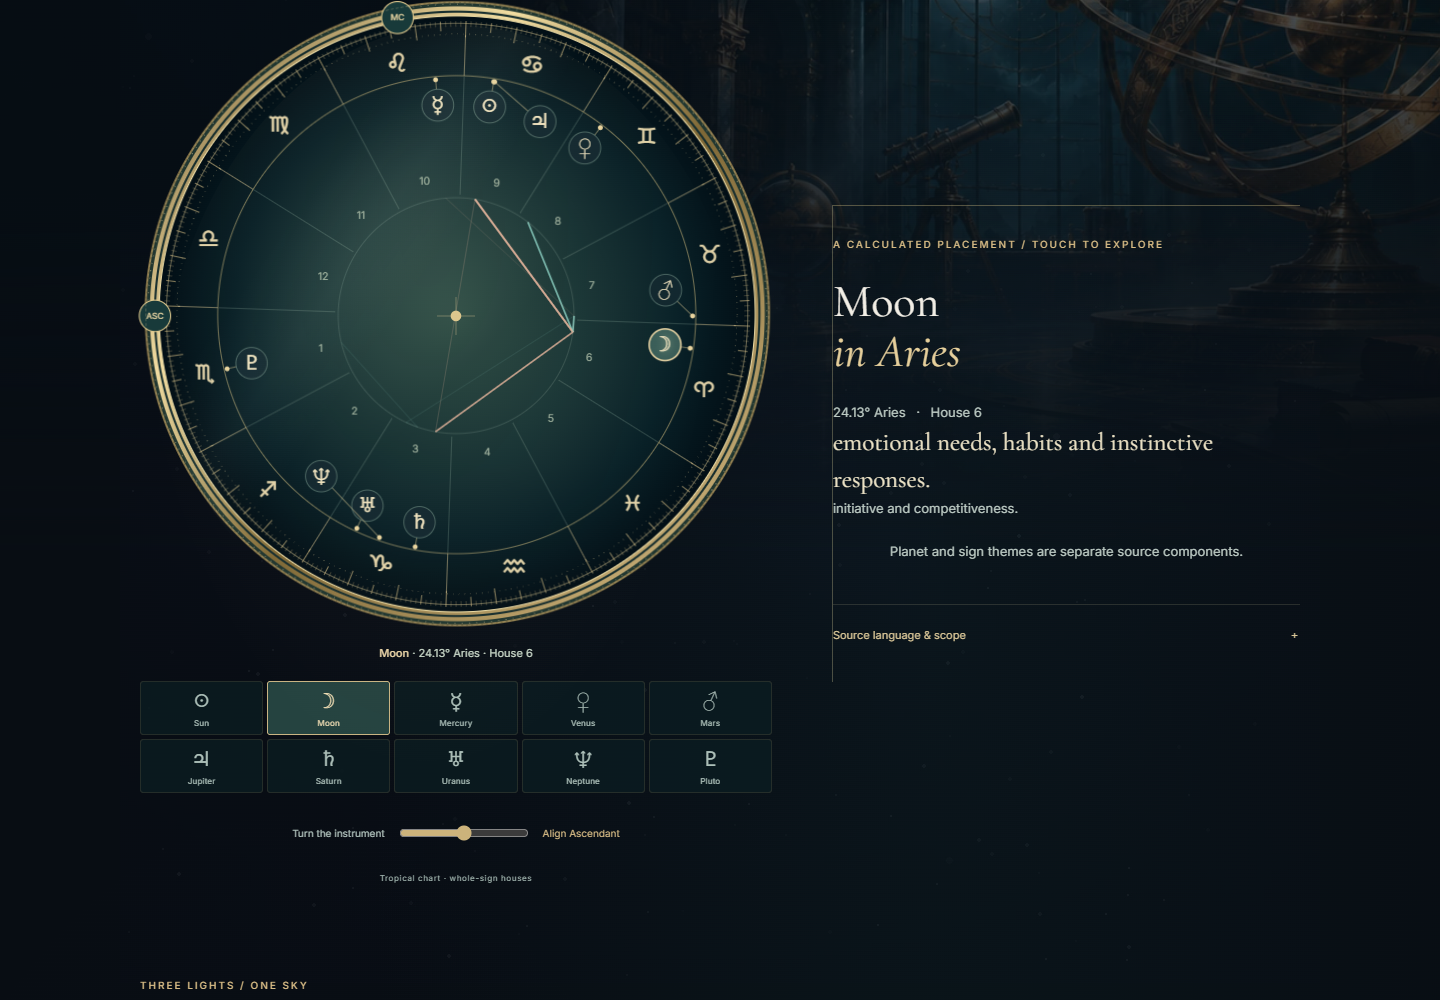 MC
ASC
10
9
11
8
12
7
1
6
2
5
3
4
Moon · 24.13° Aries · House 6
Sun
Moon
Mercury
Venus
Mars
Jupiter
Saturn
Uranus
Neptune
Pluto
Turn the instrument
Align Ascendant
Tropical chart · whole-sign houses
A CALCULATED PLACEMENT / TOUCH TO EXPLORE
Moon
in Aries
24.13° Aries · House 6
emotional needs, habits and instinctive
responses.
initiative and competitiveness.
Planet and sign themes are separate source components.
Source language & scope +
THREE LIGHTS / ONE SKY